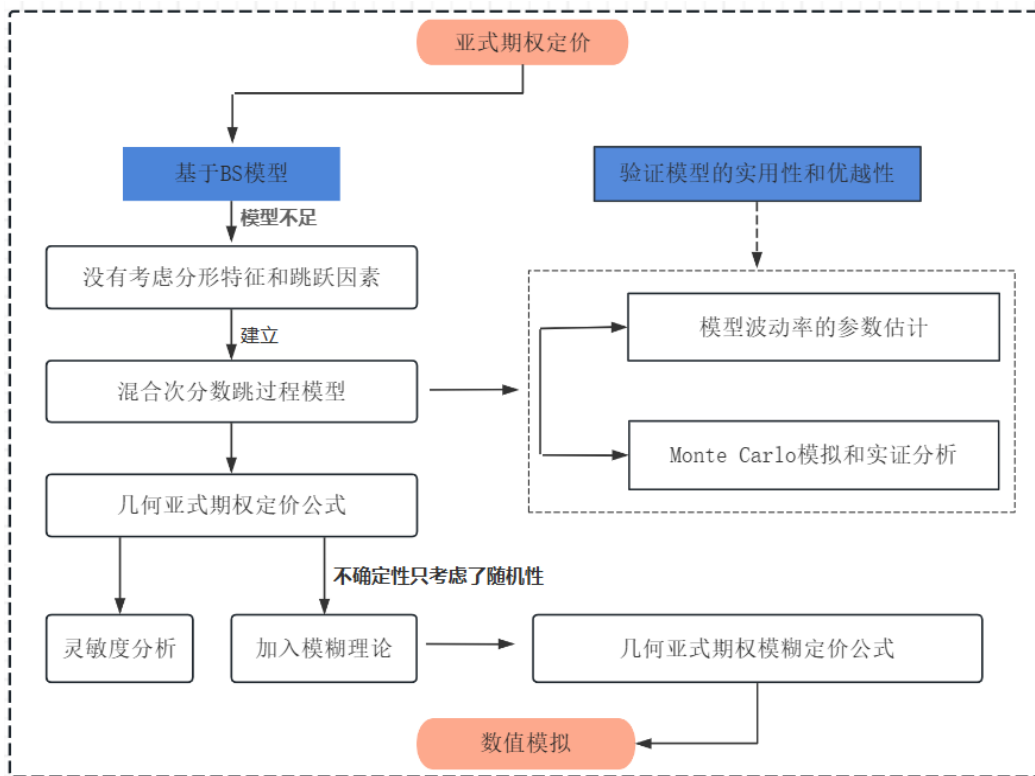 亚式期权定价
基于BS模型
验证模型的实用性和优越性
模型不足
没有考虑分形特征和跳跃因素
模型波动率的参数估计
建立
混合次分数跳过程模型
Monte Carlo模拟和实证分析
几何亚式期权定价公式
不确定性只考虑了随机性
灵敏度分析
加入模糊理论
几何亚式期权模糊定价公式
数值模拟